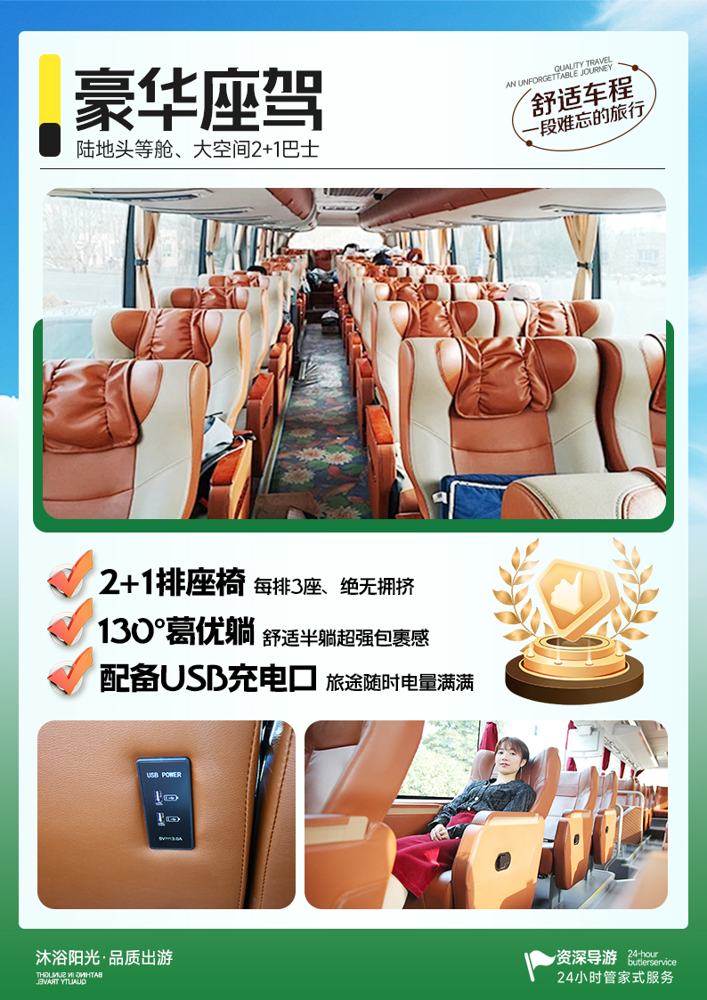 豪华座驾
陆地头等舱、大空间2+1巴士
QUALITY TRAVEL
AN UNFORGETTABLE JOURNEY
舒适车程
一段难忘的旅行
2+1排座椅 每排3座、绝无拥挤
130°葛优躺 舒适半躺超强包裹感
配备USB充电口 旅途随时电量满满
USB POWER
5V⎓3.0A
沐浴阳光·品质出游
BATHING IN SUNLIGHT
QUALITY TRAVEL
资深导游 24-hour
butlerservice
24小时管家式服务